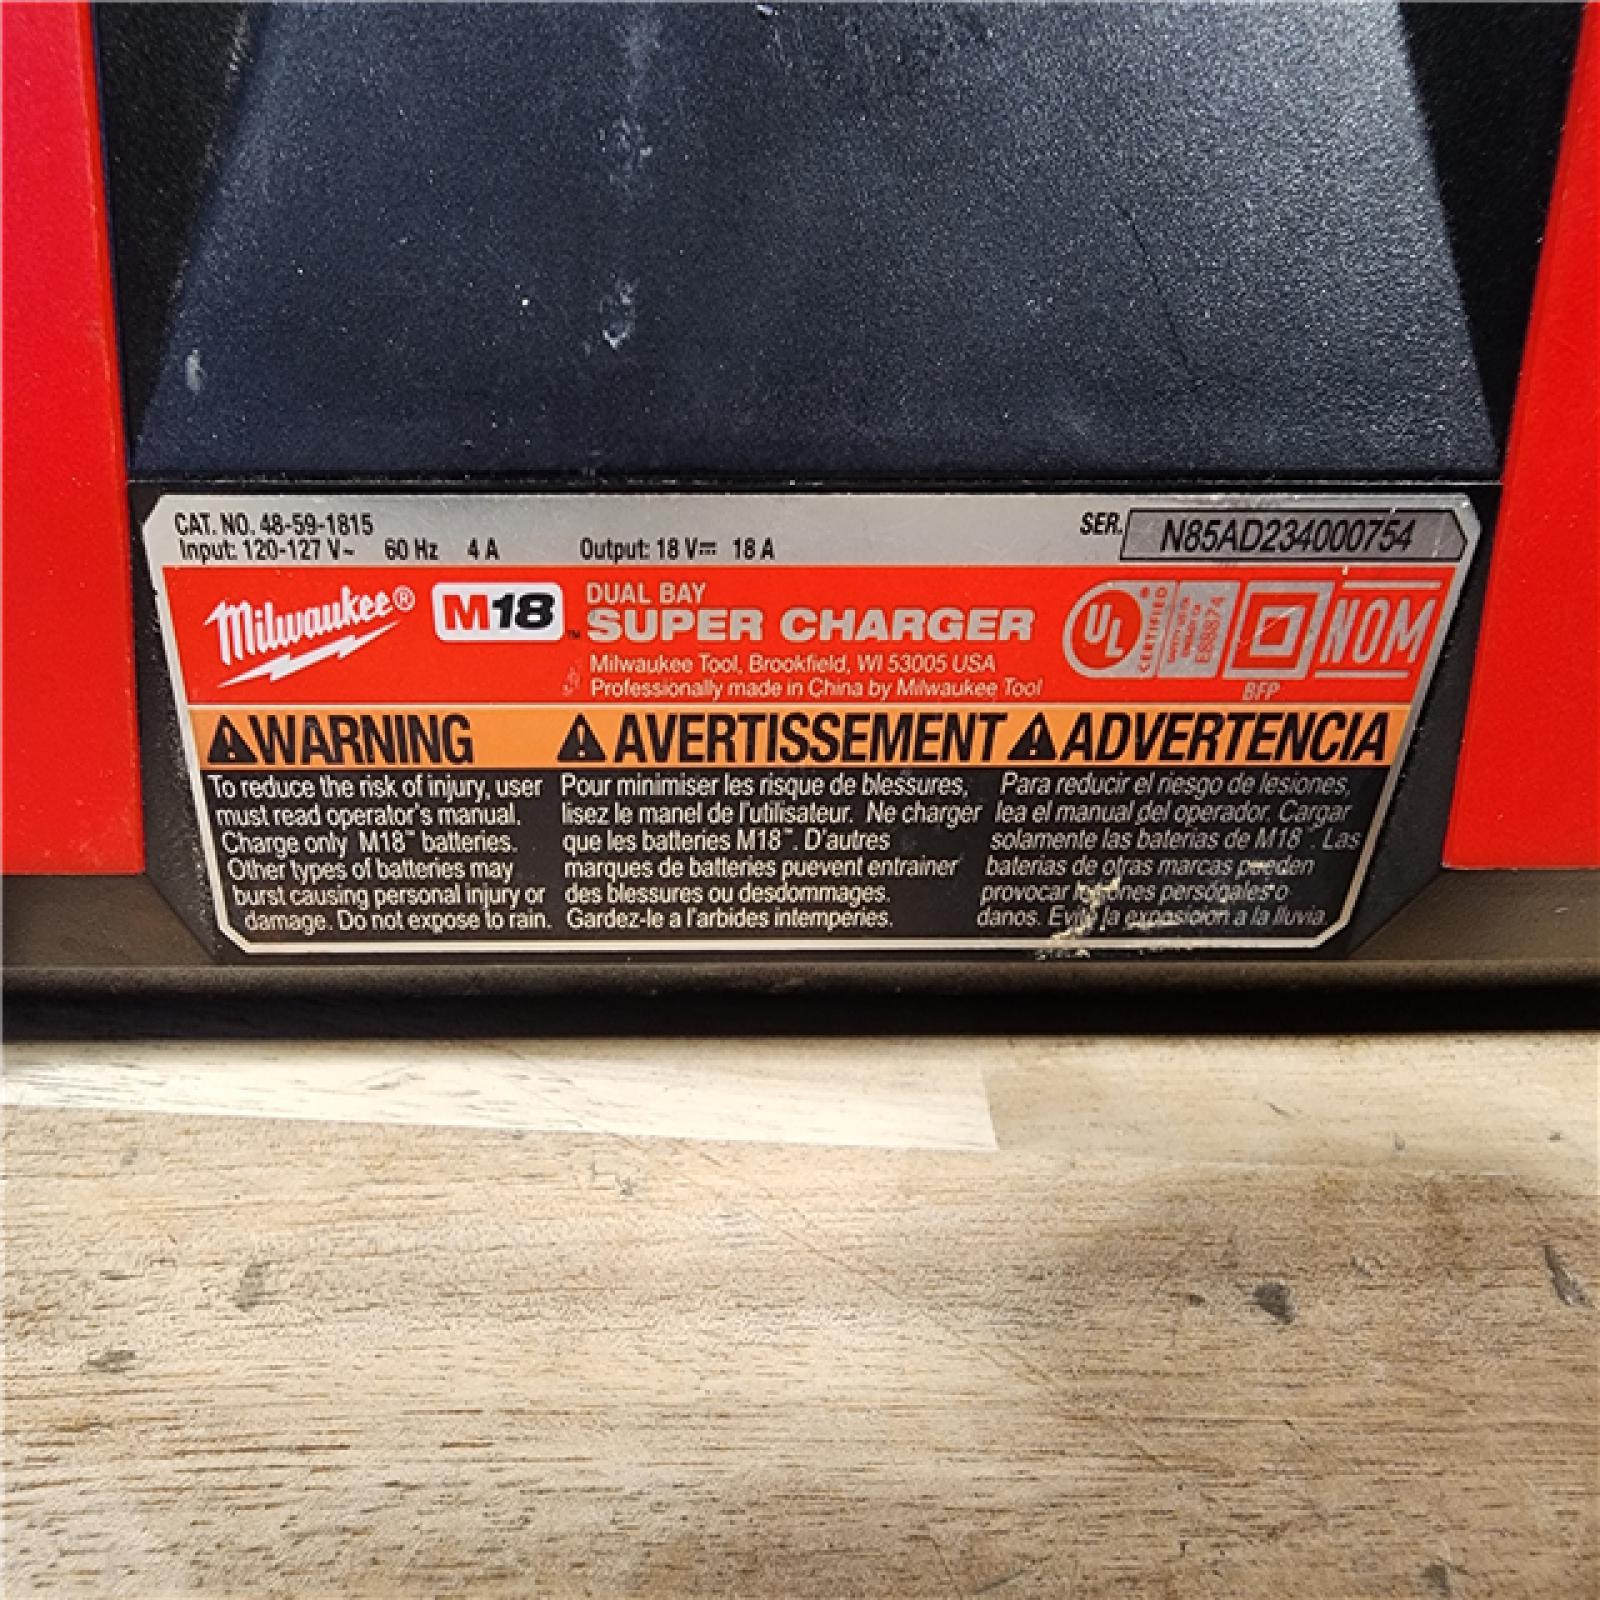 CAT. NO. 48-59-1815
Input: 120-127 V~ 60 Hz 4 A Output: 18 V⎓ 18 A
SER. N85AD234000754
Milwaukee® M18™ DUAL BAY
SUPER CHARGER
Milwaukee Tool, Brookfield, WI 53005 USA
Professionally made in China by Milwaukee Tool
UL® CERTIFIED
E88874
BFP
NOM
WARNING
To reduce the risk of injury, user
must read operator's manual.
Charge only M18™ batteries.
Other types of batteries may
burst causing personal injury or
damage. Do not expose to rain.
AVERTISSEMENT
Pour minimiser les risque de blessures,
lisez le manel de l'utilisateur. Ne charger
que les batteries M18™. D'autres
marques de batteries puevent entrainer
des blessures ou desdommages.
Gardez-le a l'arbides intemperies.
ADVERTENCIA
Para reducir el riesgo de lesiones,
lea el manual del operador. Cargar
solamente las baterias de M18™. Las
baterias de otras marcas pueden
provocar lesiones personales o
danos. Evite la exposicion a la lluvia.